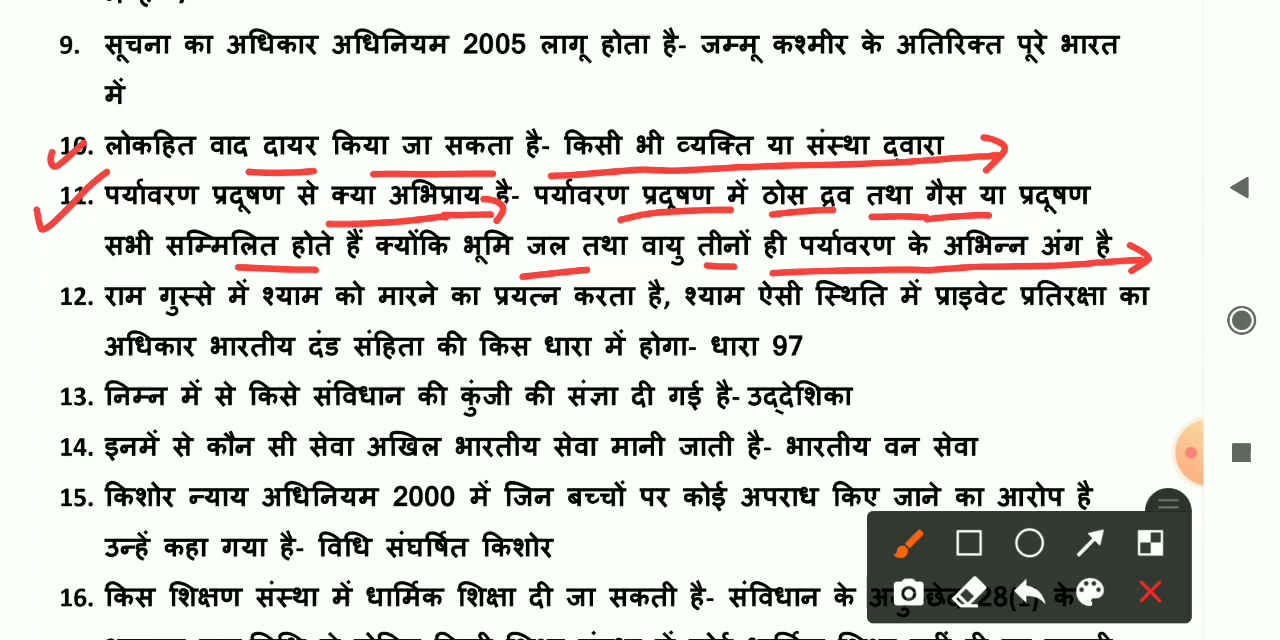 9. सूचना का अधिकार अधिनियम 2005 लागू होता है- जम्मू कश्मीर के अतिरिक्त पूरे भारत
में
10. लोकहित वाद दायर किया जा सकता है- किसी भी व्यक्ति या संस्था द्वारा
11. पर्यावरण प्रदूषण से क्या अभिप्राय है- पर्यावरण प्रदूषण में ठोस द्रव तथा गैस या प्रदूषण
सभी सम्मिलित होते हैं क्योंकि भूमि जल तथा वायु तीनों ही पर्यावरण के अभिन्न अंग है
12. राम गुस्से में श्याम को मारने का प्रयत्न करता है, श्याम ऐसी स्थिति में प्राइवेट प्रतिरक्षा का
अधिकार भारतीय दंड संहिता की किस धारा में होगा- धारा 97
13. निम्न में से किसे संविधान की कुंजी की संज्ञा दी गई है- उद्देशिका
14. इनमें से कौन सी सेवा अखिल भारतीय सेवा मानी जाती है- भारतीय वन सेवा
15. किशोर न्याय अधिनियम 2000 में जिन बच्चों पर कोई अपराध किए जाने का आरोप है
उन्हें कहा गया है- विधि संघर्षित किशोर
16. किस शिक्षण संस्था में धार्मिक शिक्षा दी जा सकती है- संविधान के